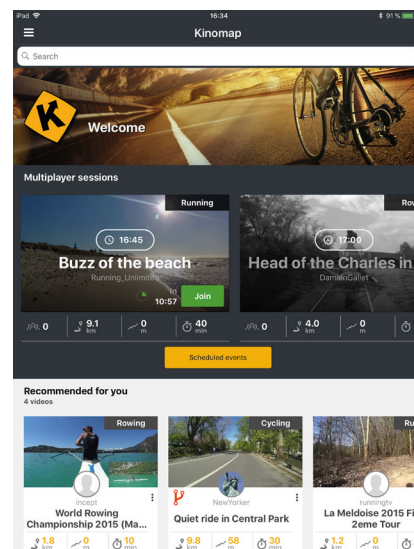 iPad 16:34 91 %
Kinomap
Search
K
Welcome
Multiplayer sessions
Running
16:45
Buzz of the beach
Running_Unlimited
in
10:57
Join
0 9.1 km 0 m 40 min
Row
17:00
Head of the Charles in
DamienGallet
0 4.0 km 0 m
Scheduled events
Recommended for you
4 videos
Rowing
incept
World Rowing
Championship 2015 (Ma...
1.8 km 0 m 10 min
Cycling
NewYorker
Quiet ride in Central Park
9.8 km 58 m 30 min
Ru
runningtv
La Meldoise 2015 Fi
2eme Tour
1.2 km 0 m